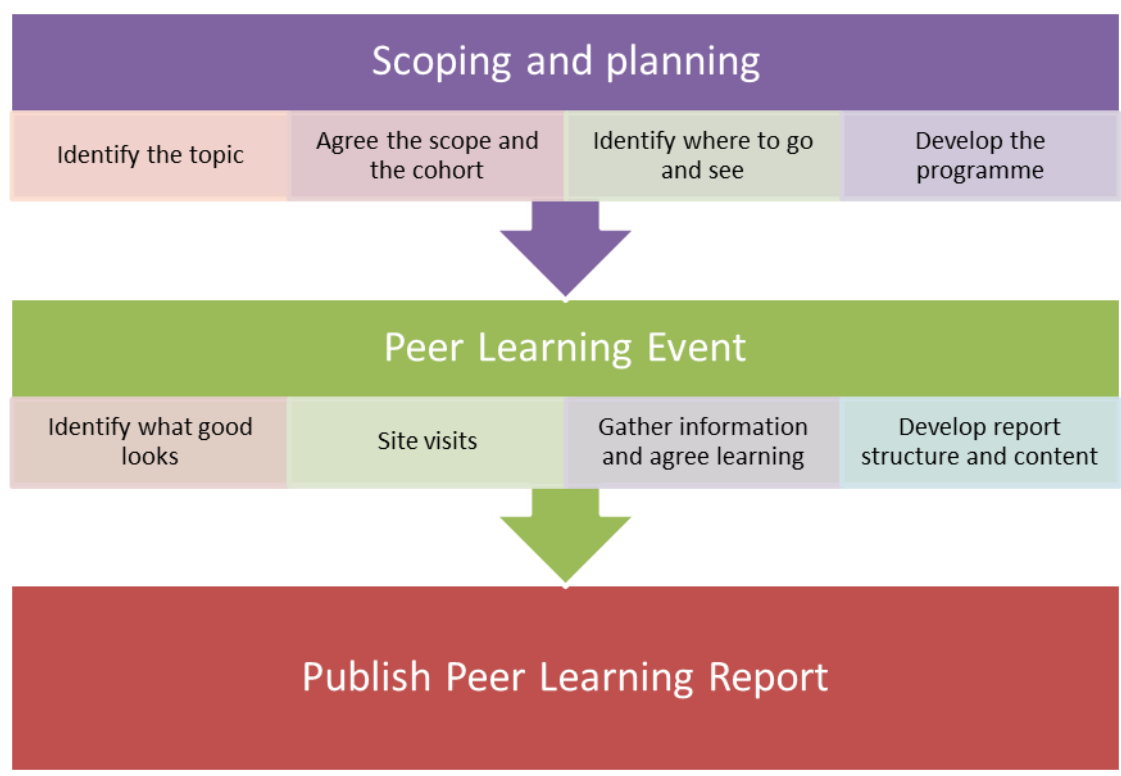 Scoping and planning
Identify the topic
Agree the scope and
the cohort
Identify where to go
and see
Develop the
programme
Peer Learning Event
Identify what good
looks
Site visits
Gather information
and agree learning
Develop report
structure and content
Publish Peer Learning Report